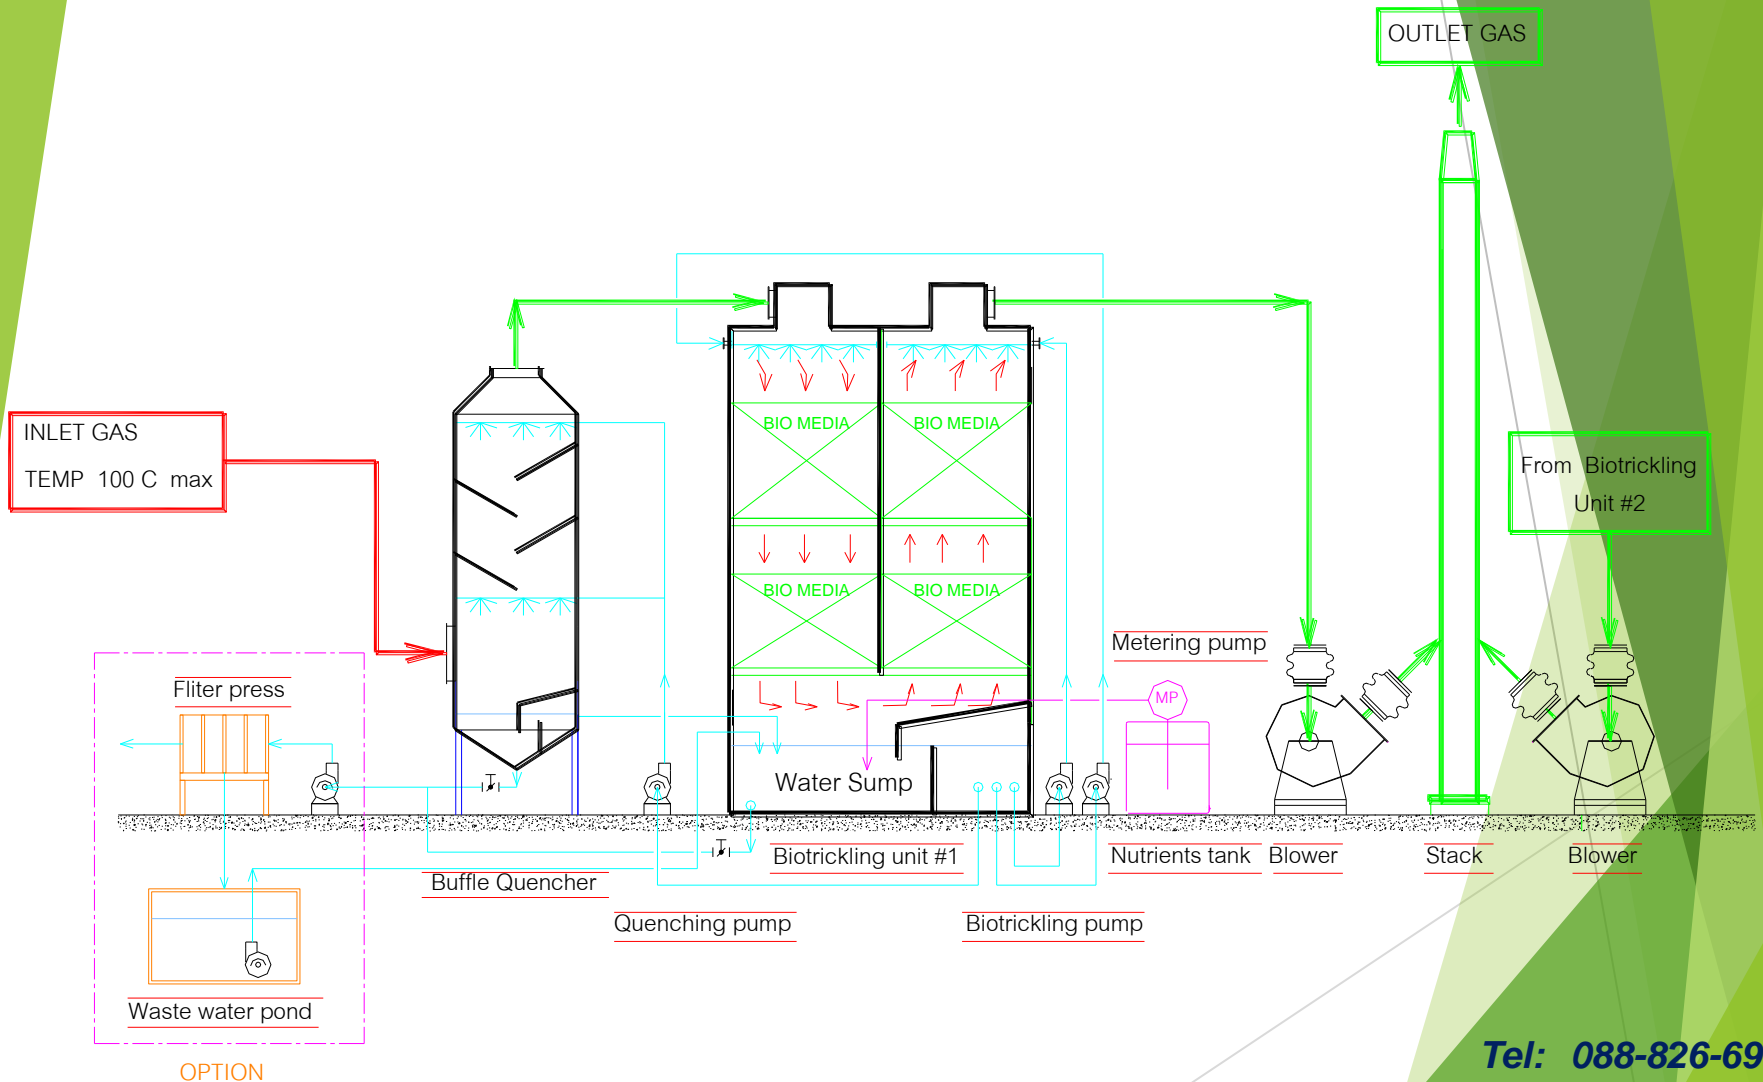 OUTLET GAS
INLET GAS
TEMP 100 C max
BIO MEDIA
BIO MEDIA
From Biotrickling
Unit #2
BIO MEDIA
BIO MEDIA
Metering pump
Fliter press
MP
Water Sump
Biotrickling unit #1
Nutrients tank
Blower
Stack
Blower
Buffle Quencher
Quenching pump
Biotrickling pump
Waste water pond
OPTION
Tel: 088-826-69